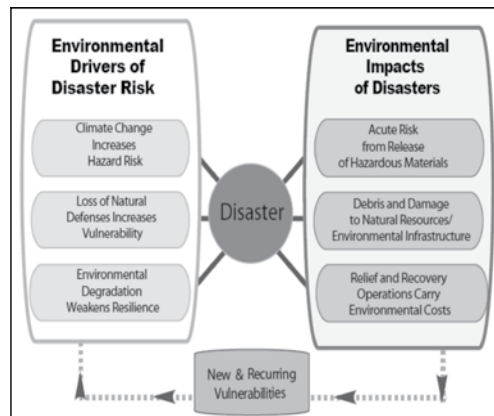 Environmental
Drivers of
Disaster Risk
Climate Change
Increases
Hazard Risk
Loss of Natural
Defenses Increases
Vulnerability
Environmental
Degradation
Weakens Resilience
Disaster
Environmental
Impacts
of Disasters
Acute Risk
from Release
of Hazardous Materials
Debris and Damage
to Natural Resources/
Environmental Infrastructure
Relief and Recovery
Operations Carry
Environmental Costs
New & Recurring
Vulnerabilities